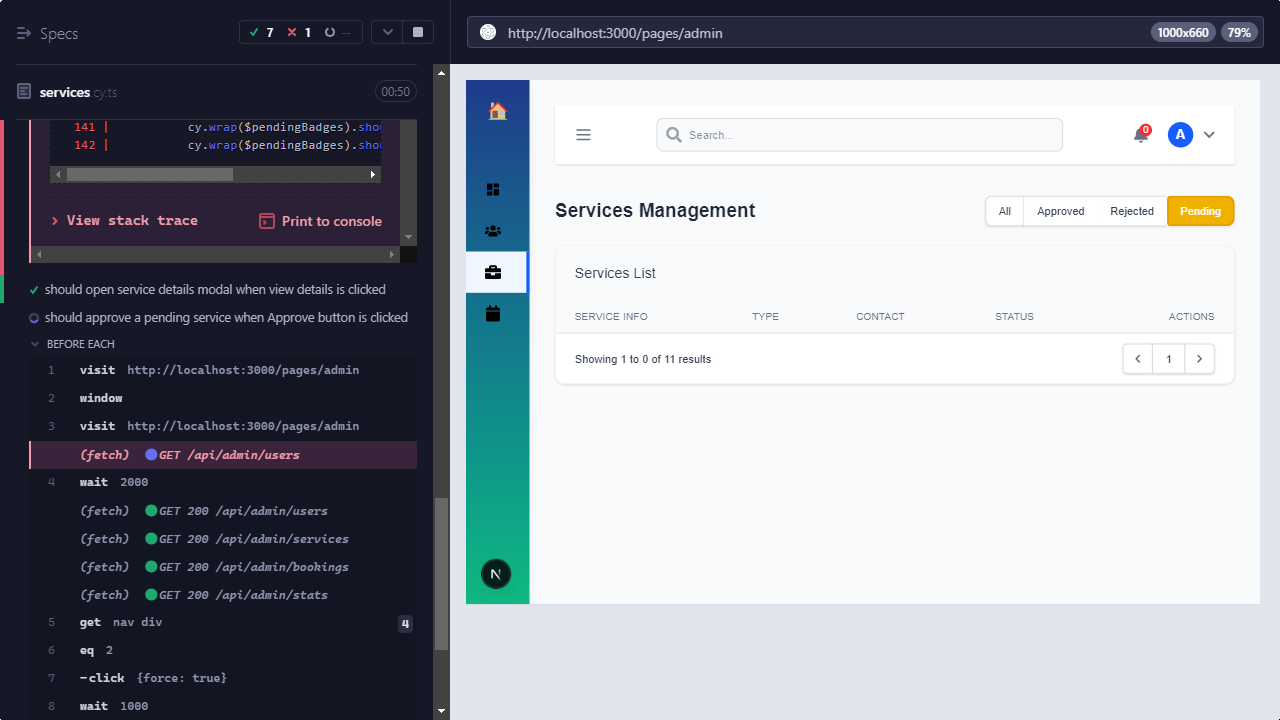 Specs
7 1 --
http://localhost:3000/pages/admin
1000x660
79%
services.cy.ts
00:50
141 | cy.wrap($pendingBadges).shou
142 | cy.wrap($pendingBadges).shou
View stack trace
Print to console
should open service details modal when view details is clicked
should approve a pending service when Approve button is clicked
BEFORE EACH
1 visit http://localhost:3000/pages/admin
2 window
3 visit http://localhost:3000/pages/admin
(fetch) GET /api/admin/users
4 wait 2000
(fetch) GET 200 /api/admin/users
(fetch) GET 200 /api/admin/services
(fetch) GET 200 /api/admin/bookings
(fetch) GET 200 /api/admin/stats
5 get nav div 4
6 eq 2
7 -click {force: true}
8 wait 1000
N
Search...
0
A
Services Management
All
Approved
Rejected
Pending
Services List
SERVICE INFO TYPE CONTACT STATUS ACTIONS
Showing 1 to 0 of 11 results
1